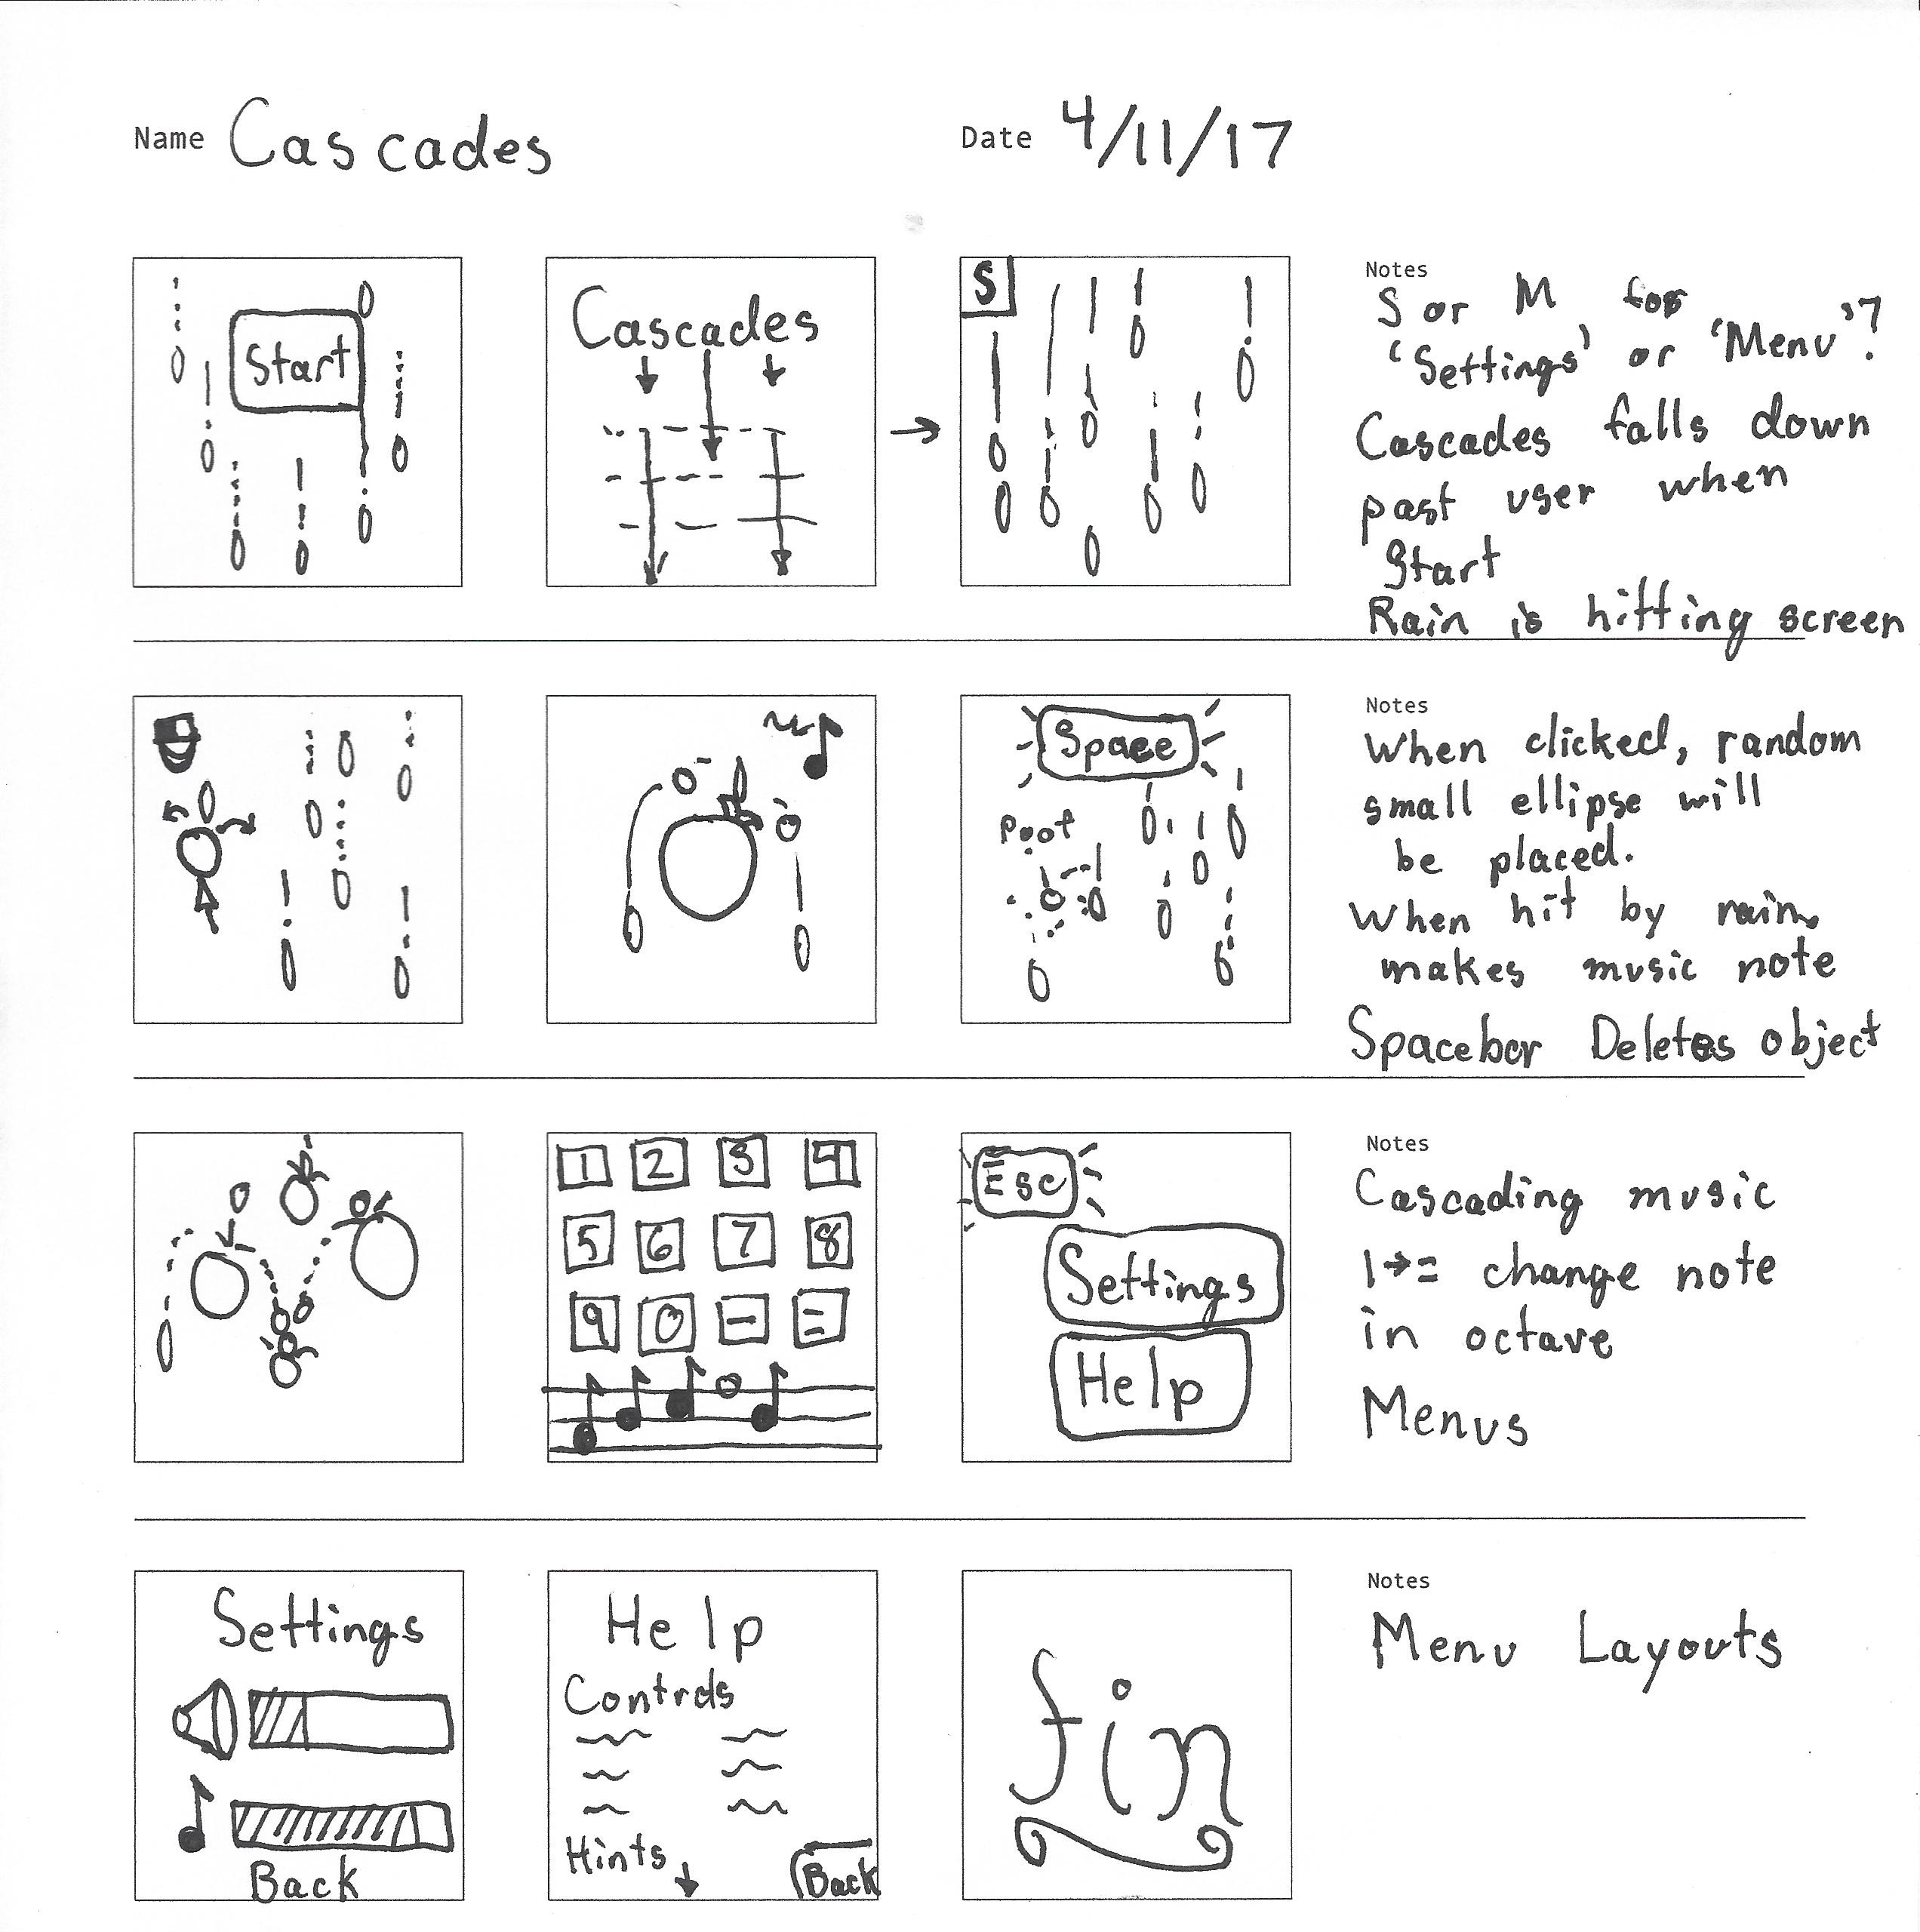 Name Cascades
Date 4/11/17
Start
Cascades
S
Notes
S or M for
'Settings' or 'Menu'?
Cascades falls down
past user when
Start
Rain is hitting screen
Space
Poof
Notes
When clicked, random
small ellipse will
be placed.
When hit by rain,
makes music note
Spacebar Deletes object
1 2 3 4
5 6 7 8
9 0 - =
Esc
Settings
Help
Notes
Cascading music
1→= change note
in octave
Menus
Settings
Back
Help
Controls
Hints
Back
fin
Notes
Menu Layouts